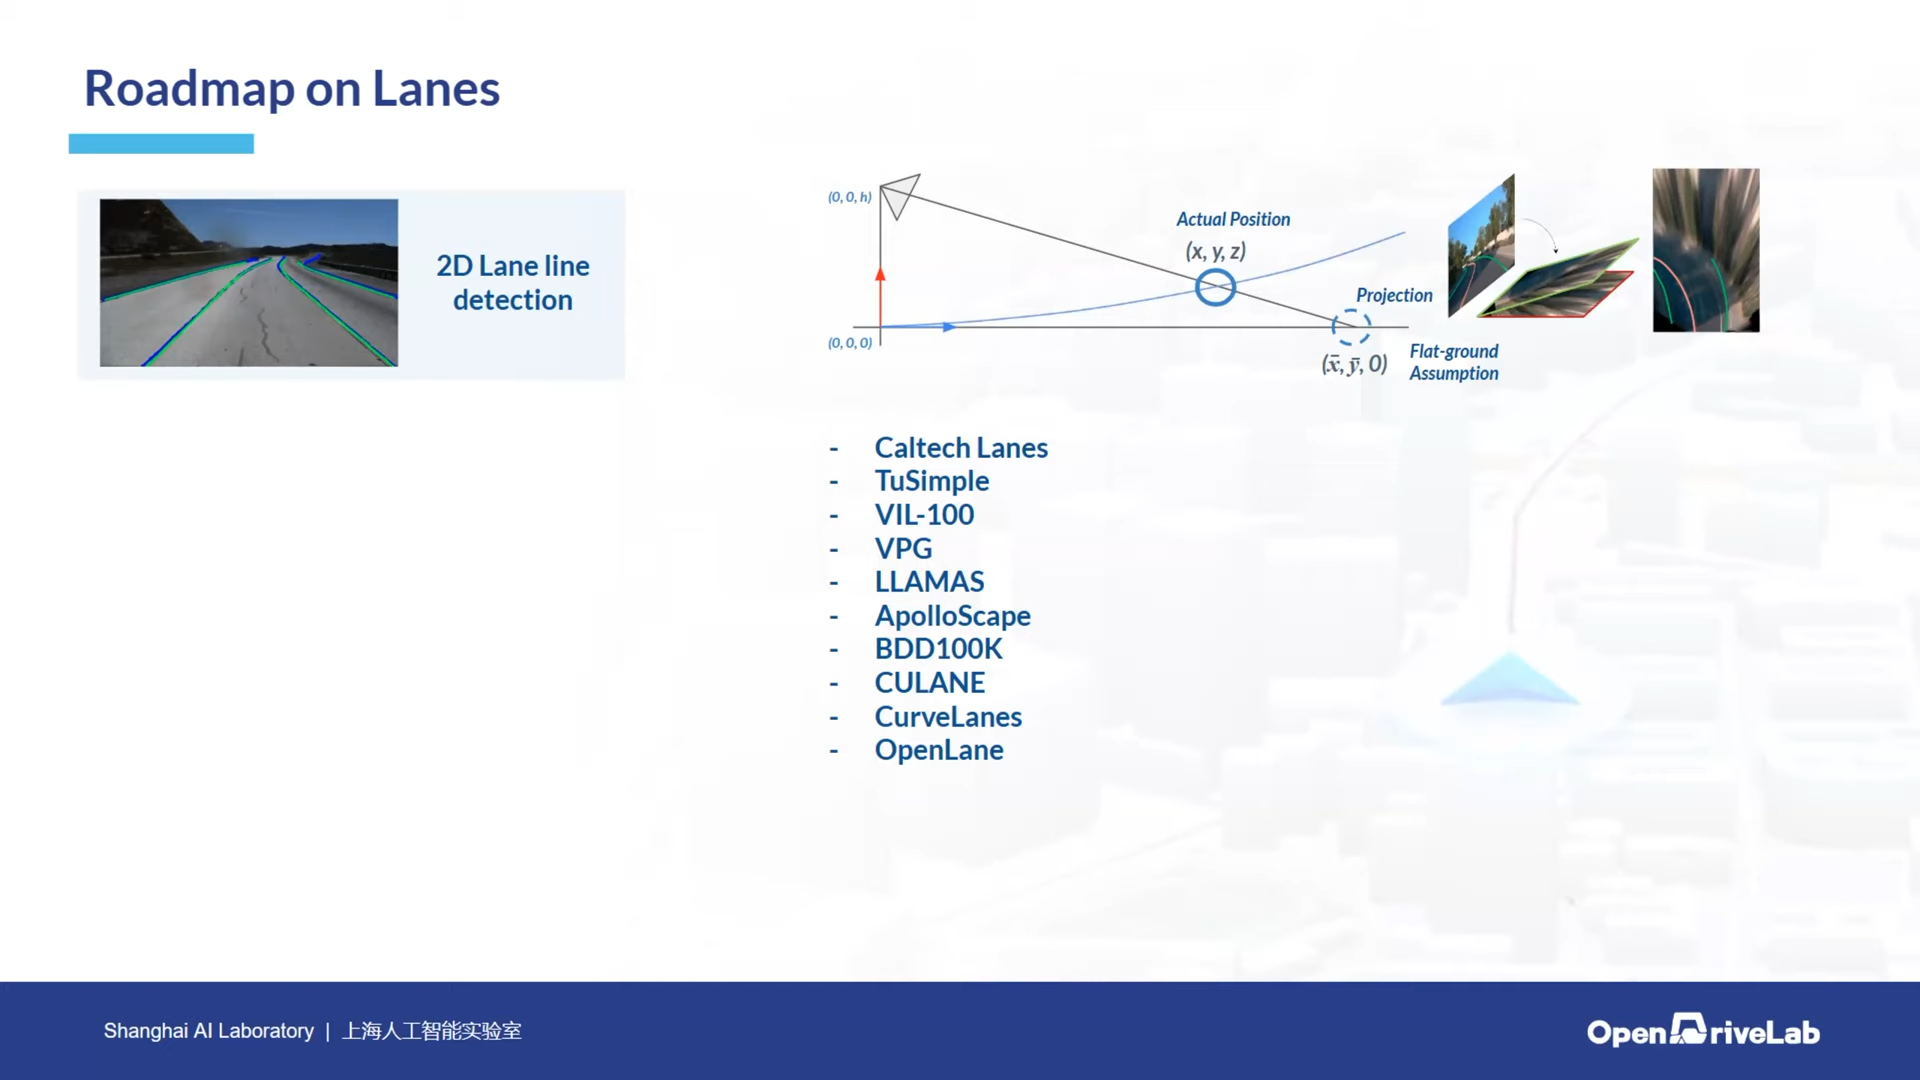 Roadmap on Lanes
2D Lane line
detection
(0, 0, h)
Actual Position
(x, y, z)
Projection
(0, 0, 0)
(x̄, ȳ, 0)
Flat-ground
Assumption
- Caltech Lanes
- TuSimple
- VIL-100
- VPG
- LLAMAS
- ApolloScape
- BDD100K
- CULANE
- CurveLanes
- OpenLane
Shanghai AI Laboratory | 上海人工智能实验室
OpenDriveLab